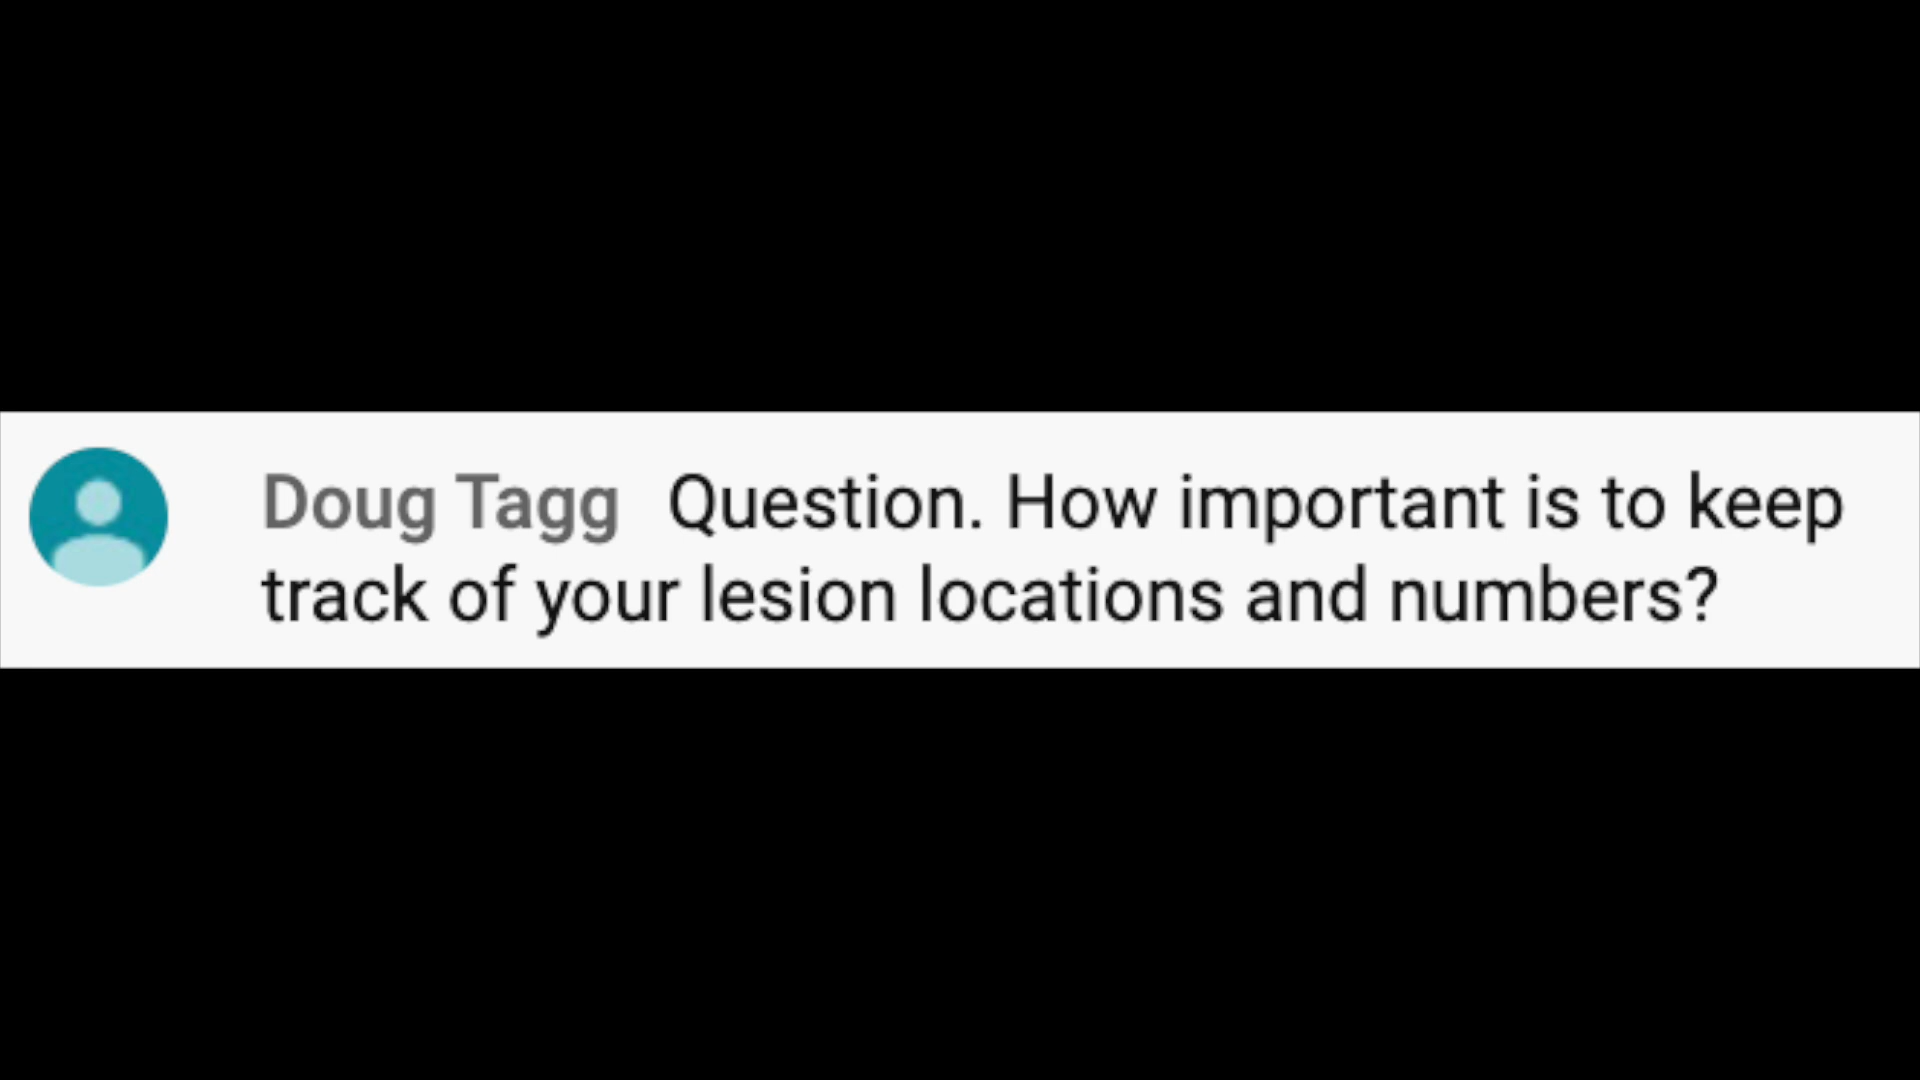 Doug Tagg Question. How important is to keep
track of your lesion locations and numbers?